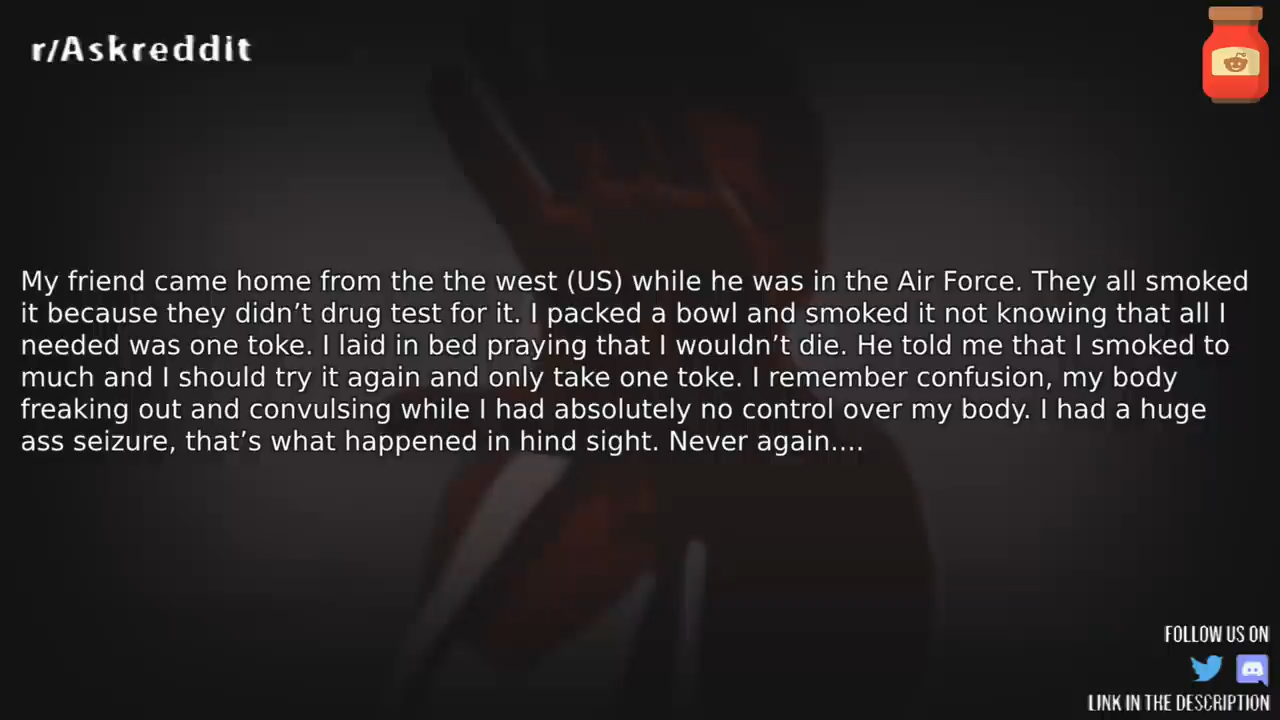 r/Askreddit
My friend came home from the the west (US) while he was in the Air Force. They all smoked
it because they didn’t drug test for it. I packed a bowl and smoked it not knowing that all I
needed was one toke. I laid in bed praying that I wouldn’t die. He told me that I smoked to
much and I should try it again and only take one toke. I remember confusion, my body
freaking out and convulsing while I had absolutely no control over my body. I had a huge
ass seizure, that’s what happened in hind sight. Never again....
FOLLOW US ON
LINK IN THE DESCRIPTION